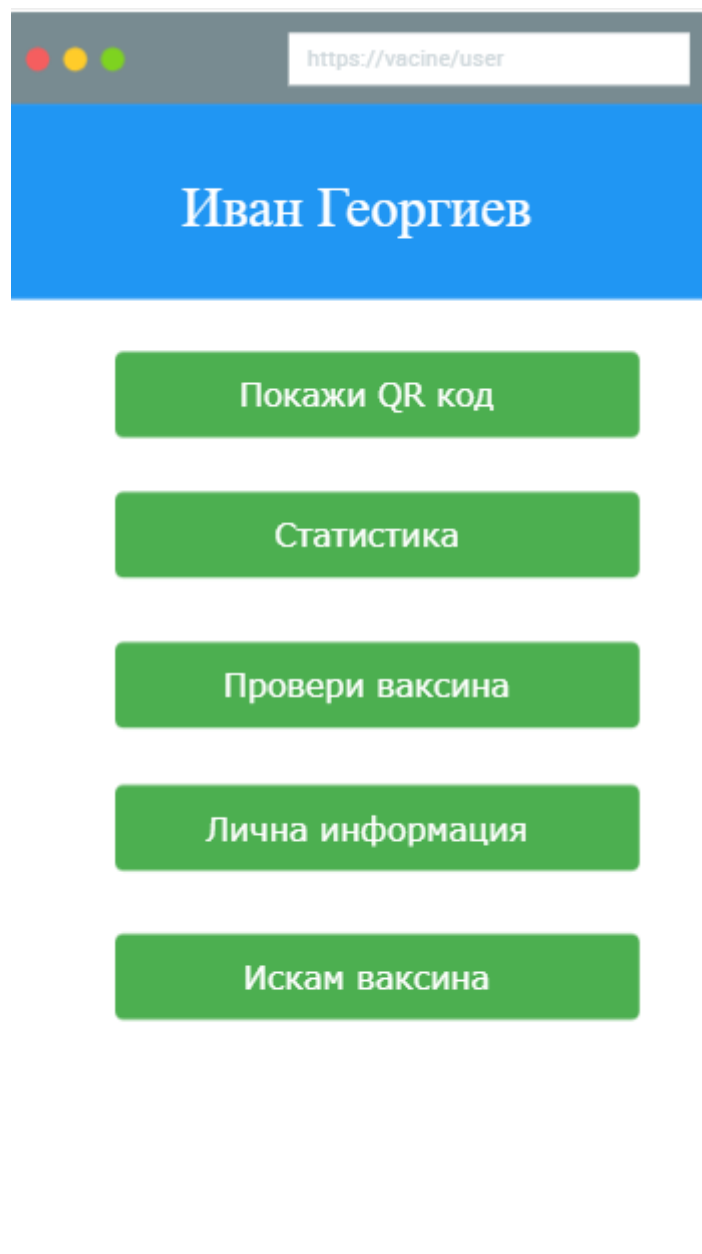 https://vacine/user
Иван Георгиев
Покажи QR код
Статистика
Провери ваксина
Лична информация
Искам ваксина